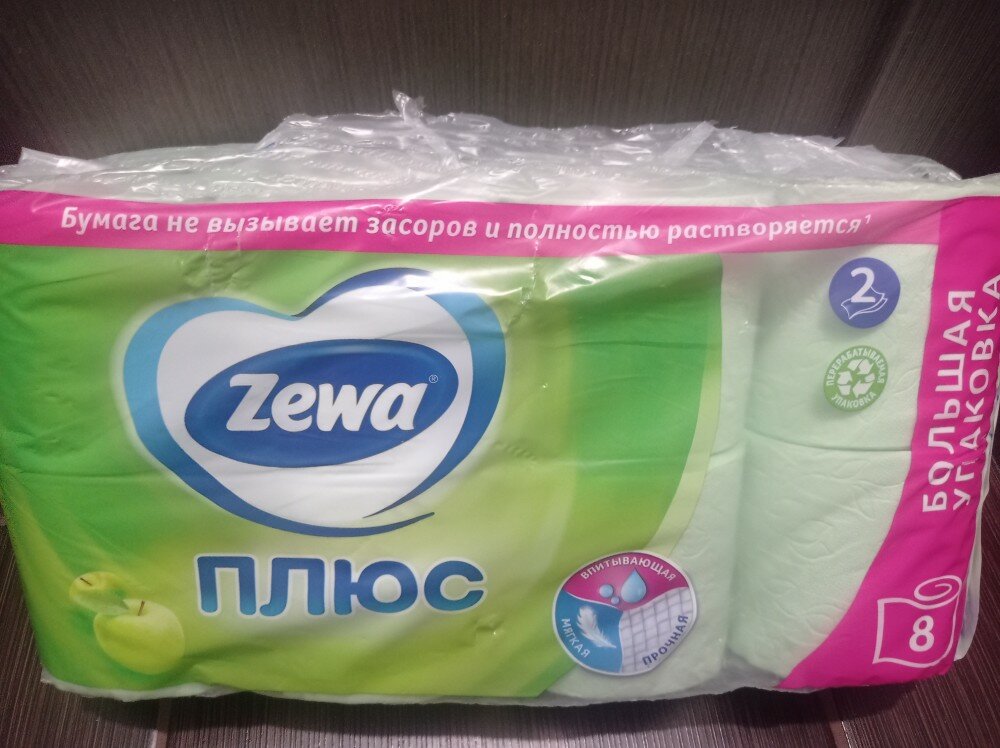 Бумага не вызывает засоров и полностью растворяется¹
Zewa®
ПЛЮС
2
ПЕРЕРАБАТЫВАЕМАЯ
УПАКОВКА
БОЛЬШАЯ
УПАКОВКА
ВПИТЫВАЮЩАЯ
МЯГКАЯ
ПРОЧНАЯ
8